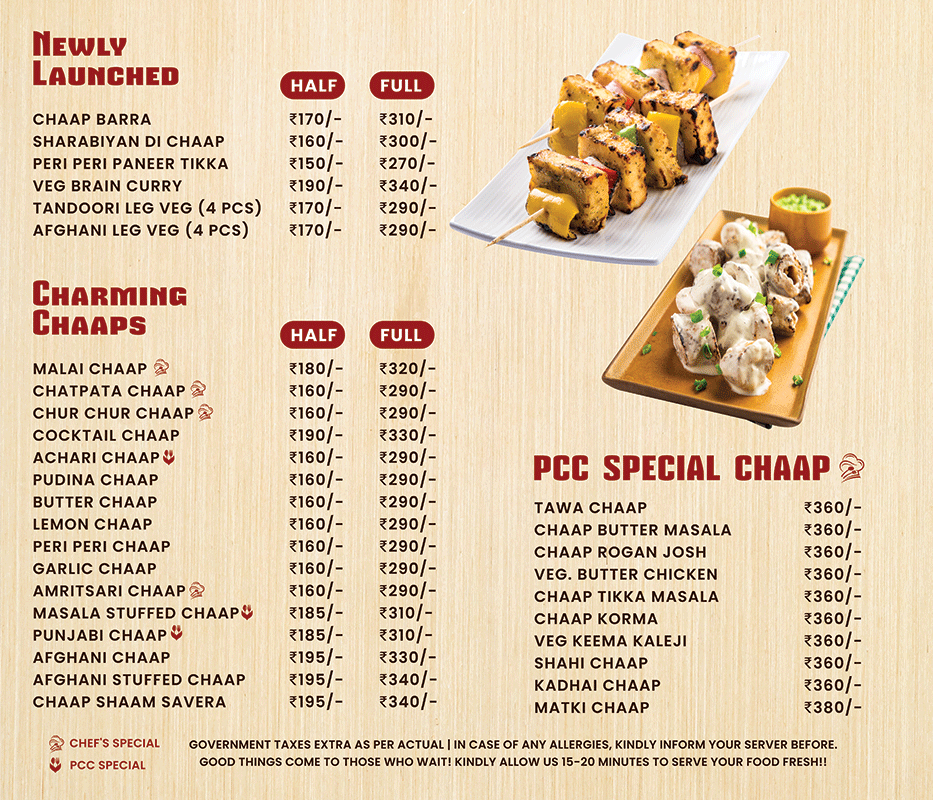 NEWLY
LAUNCHED
HALF FULL
CHAAP BARRA ₹170/- ₹310/-
SHARABIYAN DI CHAAP ₹160/- ₹300/-
PERI PERI PANEER TIKKA ₹150/- ₹270/-
VEG BRAIN CURRY ₹190/- ₹340/-
TANDOORI LEG VEG (4 PCS) ₹170/- ₹290/-
AFGHANI LEG VEG (4 PCS) ₹170/- ₹290/-
CHARMING
CHAAPS
HALF FULL
MALAI CHAAP ₹180/- ₹320/-
CHATPATA CHAAP ₹160/- ₹290/-
CHUR CHUR CHAAP ₹160/- ₹290/-
COCKTAIL CHAAP ₹190/- ₹330/-
ACHARI CHAAP ₹160/- ₹290/-
PUDINA CHAAP ₹160/- ₹290/-
BUTTER CHAAP ₹160/- ₹290/-
LEMON CHAAP ₹160/- ₹290/-
PERI PERI CHAAP ₹160/- ₹290/-
GARLIC CHAAP ₹160/- ₹290/-
AMRITSARI CHAAP ₹160/- ₹290/-
MASALA STUFFED CHAAP ₹185/- ₹310/-
PUNJABI CHAAP ₹185/- ₹310/-
AFGHANI CHAAP ₹195/- ₹330/-
AFGHANI STUFFED CHAAP ₹195/- ₹340/-
CHAAP SHAAM SAVERA ₹195/- ₹340/-
PCC SPECIAL CHAAP
TAWA CHAAP ₹360/-
CHAAP BUTTER MASALA ₹360/-
CHAAP ROGAN JOSH ₹360/-
VEG. BUTTER CHICKEN ₹360/-
CHAAP TIKKA MASALA ₹360/-
CHAAP KORMA ₹360/-
VEG KEEMA KALEJI ₹360/-
SHAHI CHAAP ₹360/-
KADHAI CHAAP ₹360/-
MATKI CHAAP ₹380/-
CHEF'S SPECIAL
PCC SPECIAL
GOVERNMENT TAXES EXTRA AS PER ACTUAL | IN CASE OF ANY ALLERGIES, KINDLY INFORM YOUR SERVER BEFORE.
GOOD THINGS COME TO THOSE WHO WAIT! KINDLY ALLOW US 15-20 MINUTES TO SERVE YOUR FOOD FRESH!!